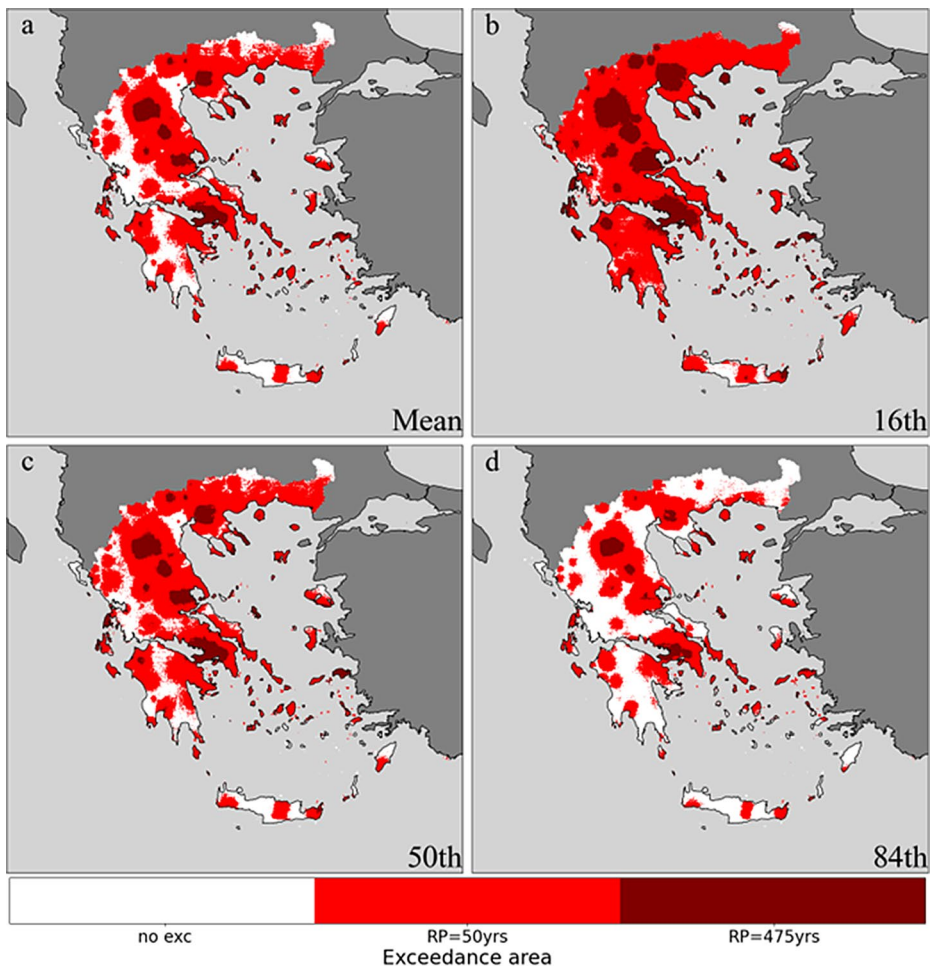 a
b
Mean
16th
c
d
50th
84th
no exc
RP=50yrs
RP=475yrs
Exceedance area